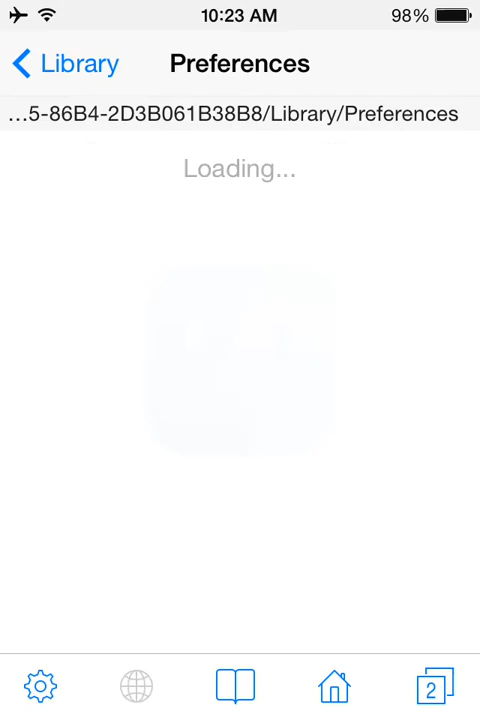 10:23 AM
98%
Library
Preferences
...5-86B4-2D3B061B38B8/Library/Preferences
Loading...
2